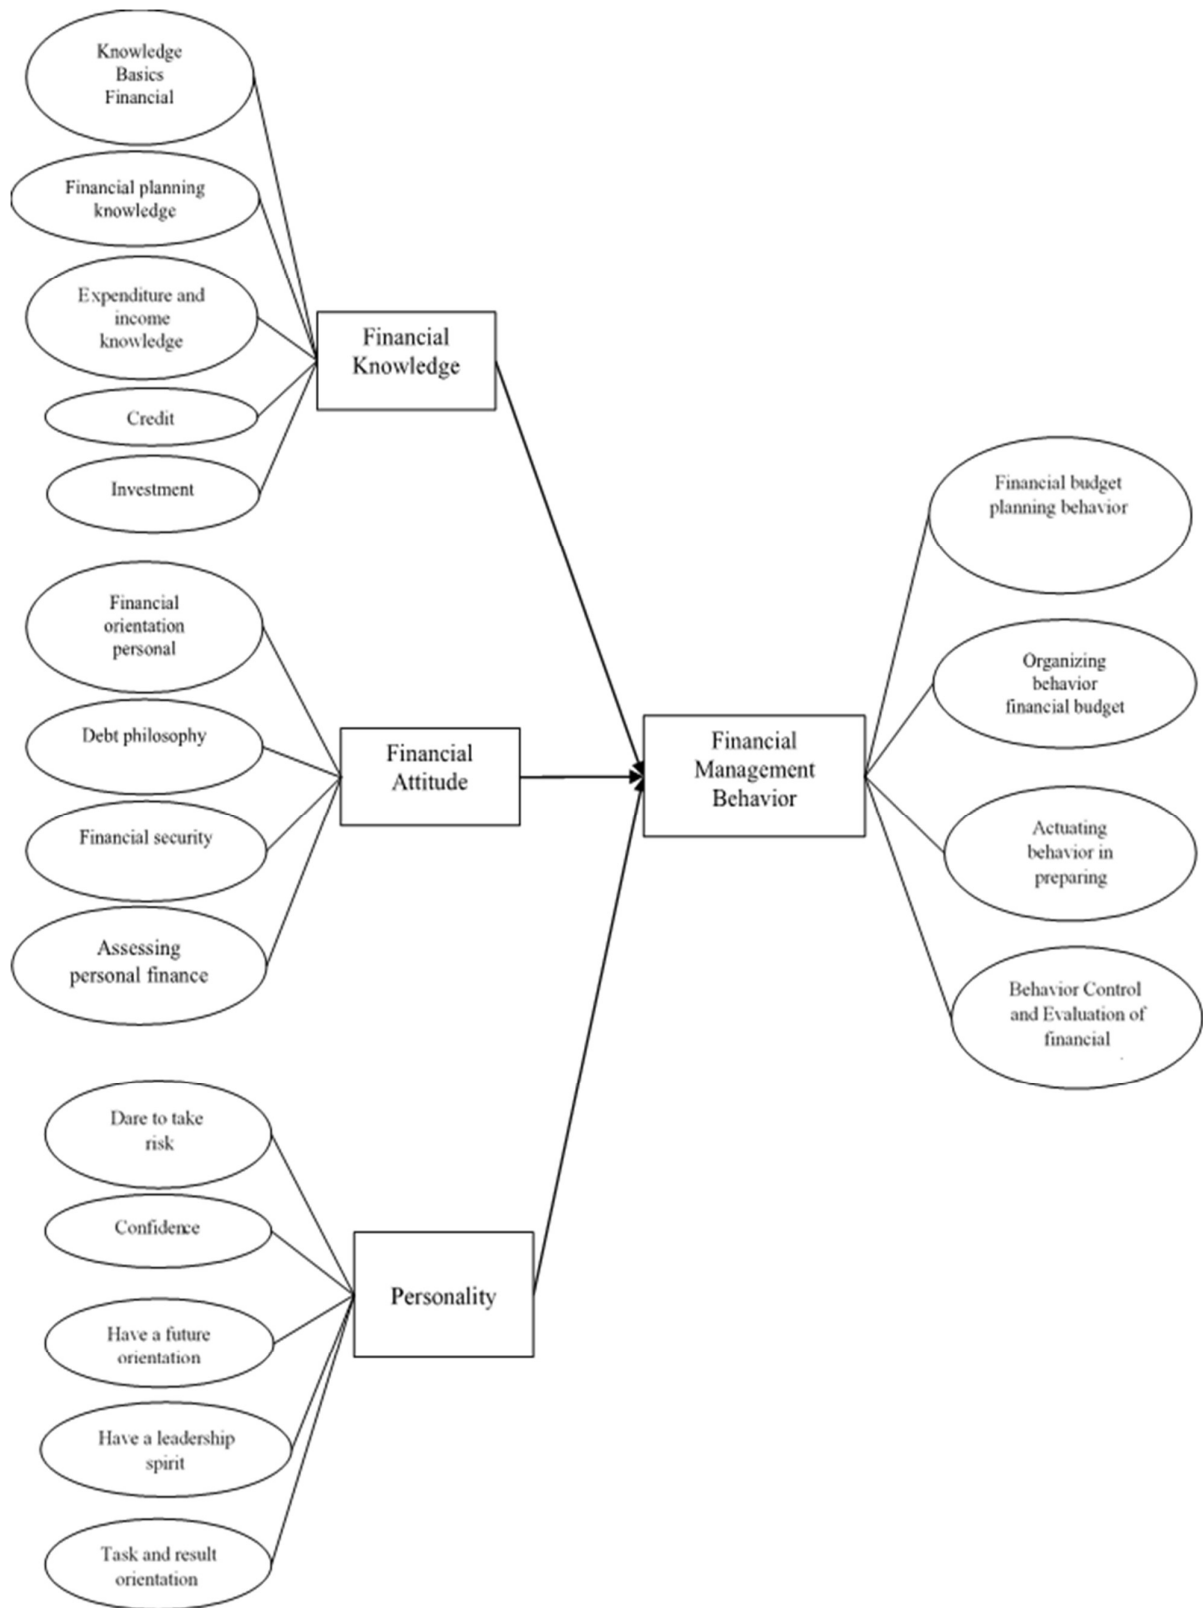 Knowledge
Basics
Financial
Financial planning
knowledge
Expenditure and
income
knowledge
Credit
Investment
Financial
Knowledge
Financial
orientation
personal
Debt philosophy
Financial security
Assessing
personal finance
Financial
Attitude
Dare to take
risk
Confidence
Have a future
orientation
Have a leadership
spirit
Task and result
orientation
Personality
Financial
Management
Behavior
Financial budget
planning behavior
Organizing
behavior
financial budget
Actuating
behavior in
preparing
Behavior Control
and Evaluation of
financial